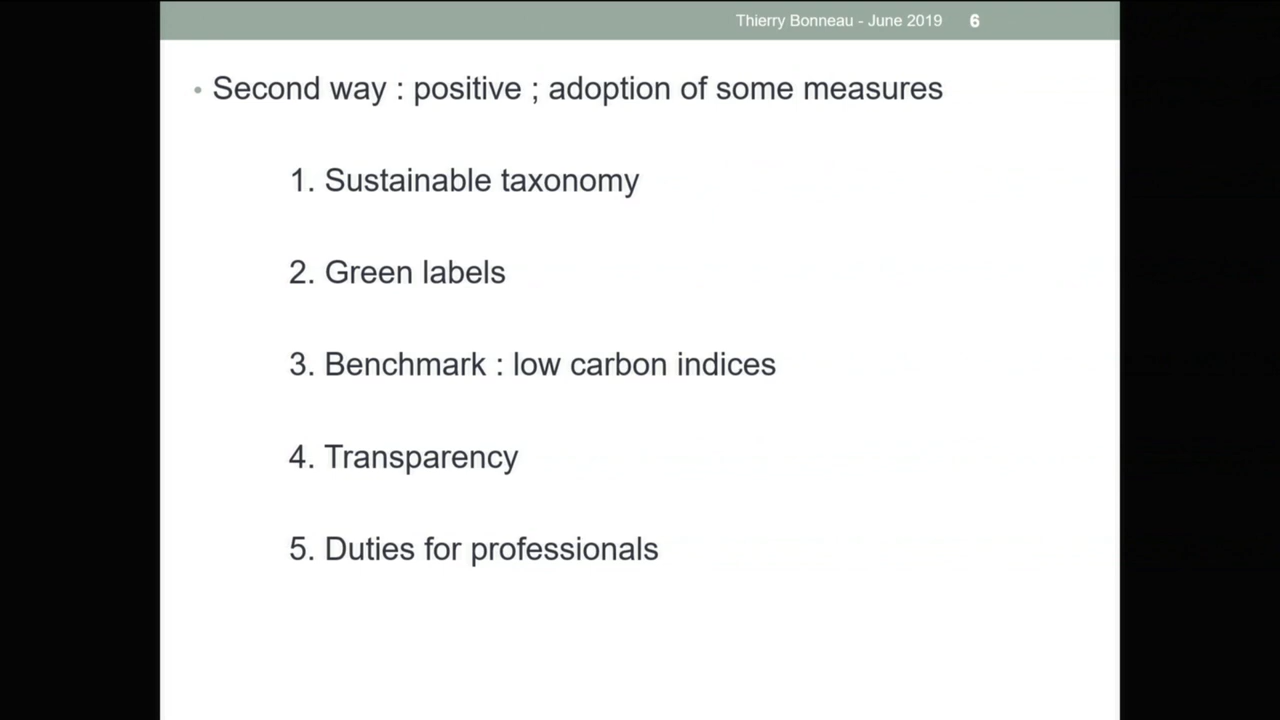 Thierry Bonneau - June 2019 6
• Second way : positive ; adoption of some measures
1. Sustainable taxonomy
2. Green labels
3. Benchmark : low carbon indices
4. Transparency
5. Duties for professionals